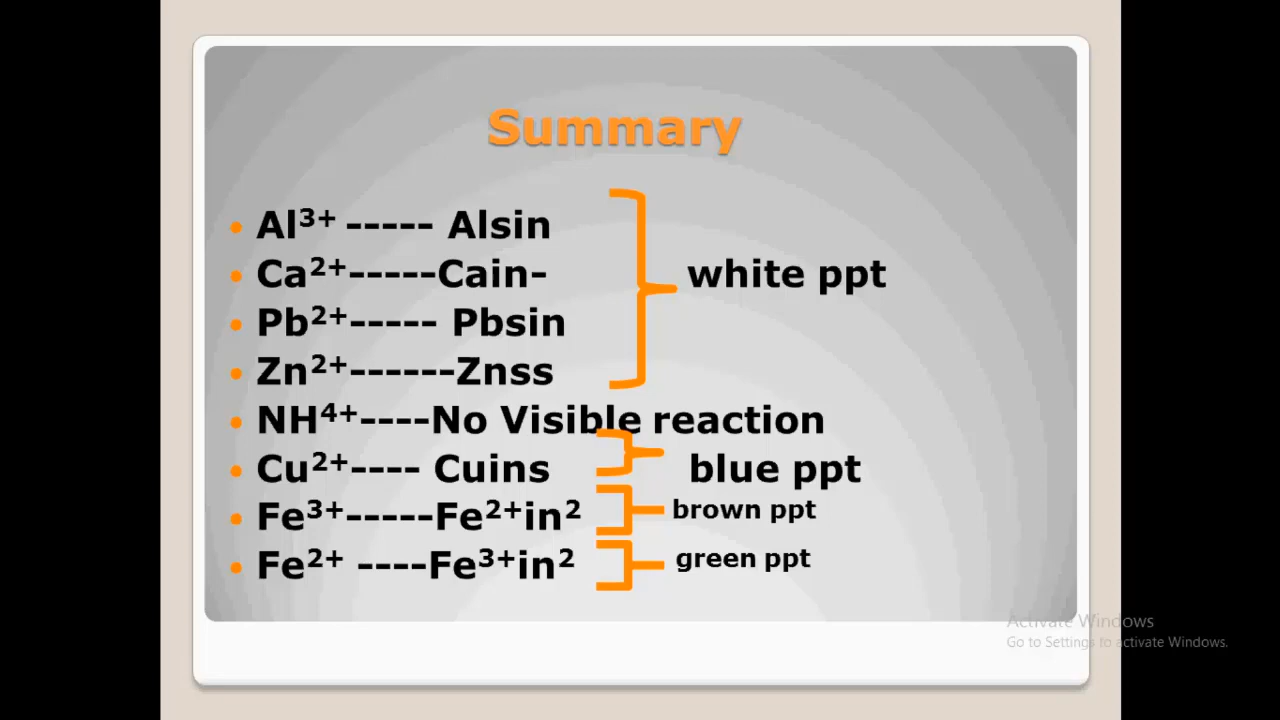 Summary
• Al³⁺ ----- Alsin
• Ca²⁺-----Cain-
white ppt
• Pb²⁺----- Pbsin
• Zn²⁺------Znss
• NH⁴⁺----No Visible reaction
• Cu²⁺---- Cuins
blue ppt
• Fe³⁺-----Fe²⁺in²
brown ppt
• Fe²⁺ ----Fe³⁺in²
green ppt
Activate Windows
Go to Settings to activate Windows.